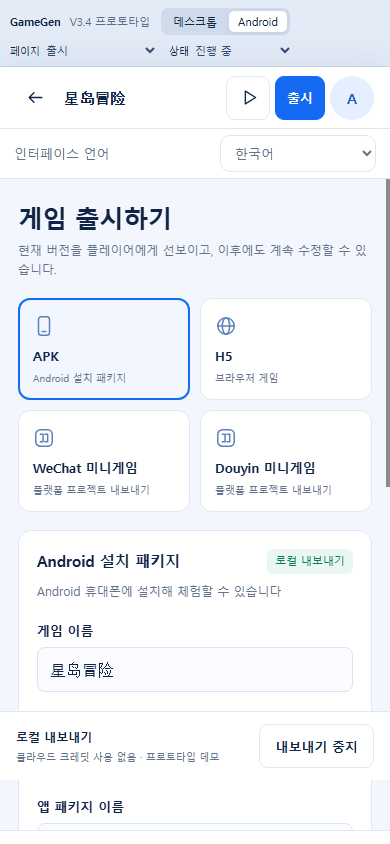 GameGen V3.4 프로토타입 데스크톱 Android
페이지 출시 상태 진행 중
星岛冒险 출시 A
인터페이스 언어 한국어
게임 출시하기
현재 버전을 플레이어에게 선보이고, 이후에도 계속 수정할 수 있
습니다.
APK
Android 설치 패키지
H5
브라우저 게임
WeChat 미니게임
플랫폼 프로젝트 내보내기
Douyin 미니게임
플랫폼 프로젝트 내보내기
Android 설치 패키지 로컬 내보내기
Android 휴대폰에 설치해 체험할 수 있습니다
게임 이름
星岛冒险
로컬 내보내기
클라우드 크레딧 사용 없음 · 프로토타입 데모
내보내기 중지
앱 패키지 이름